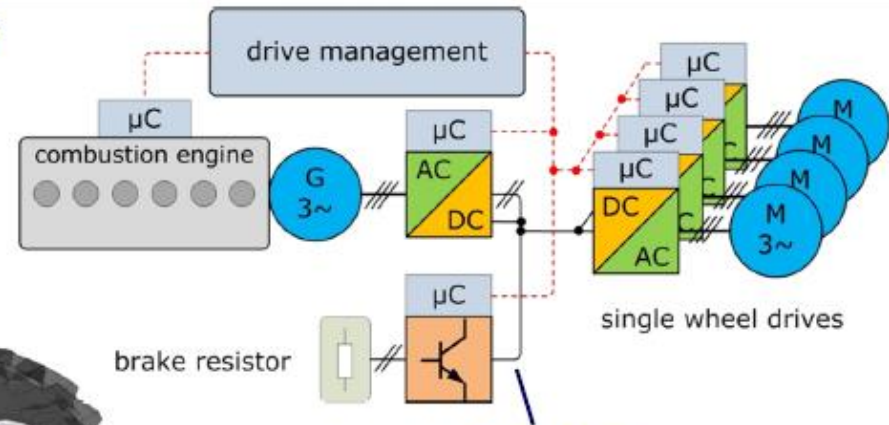 drive management
µC
combustion engine
G
3~
µC
AC
DC
µC
µC
µC
µC
DC
AC
C
C
M
M
M
M
3~
µC
brake resistor
single wheel drives